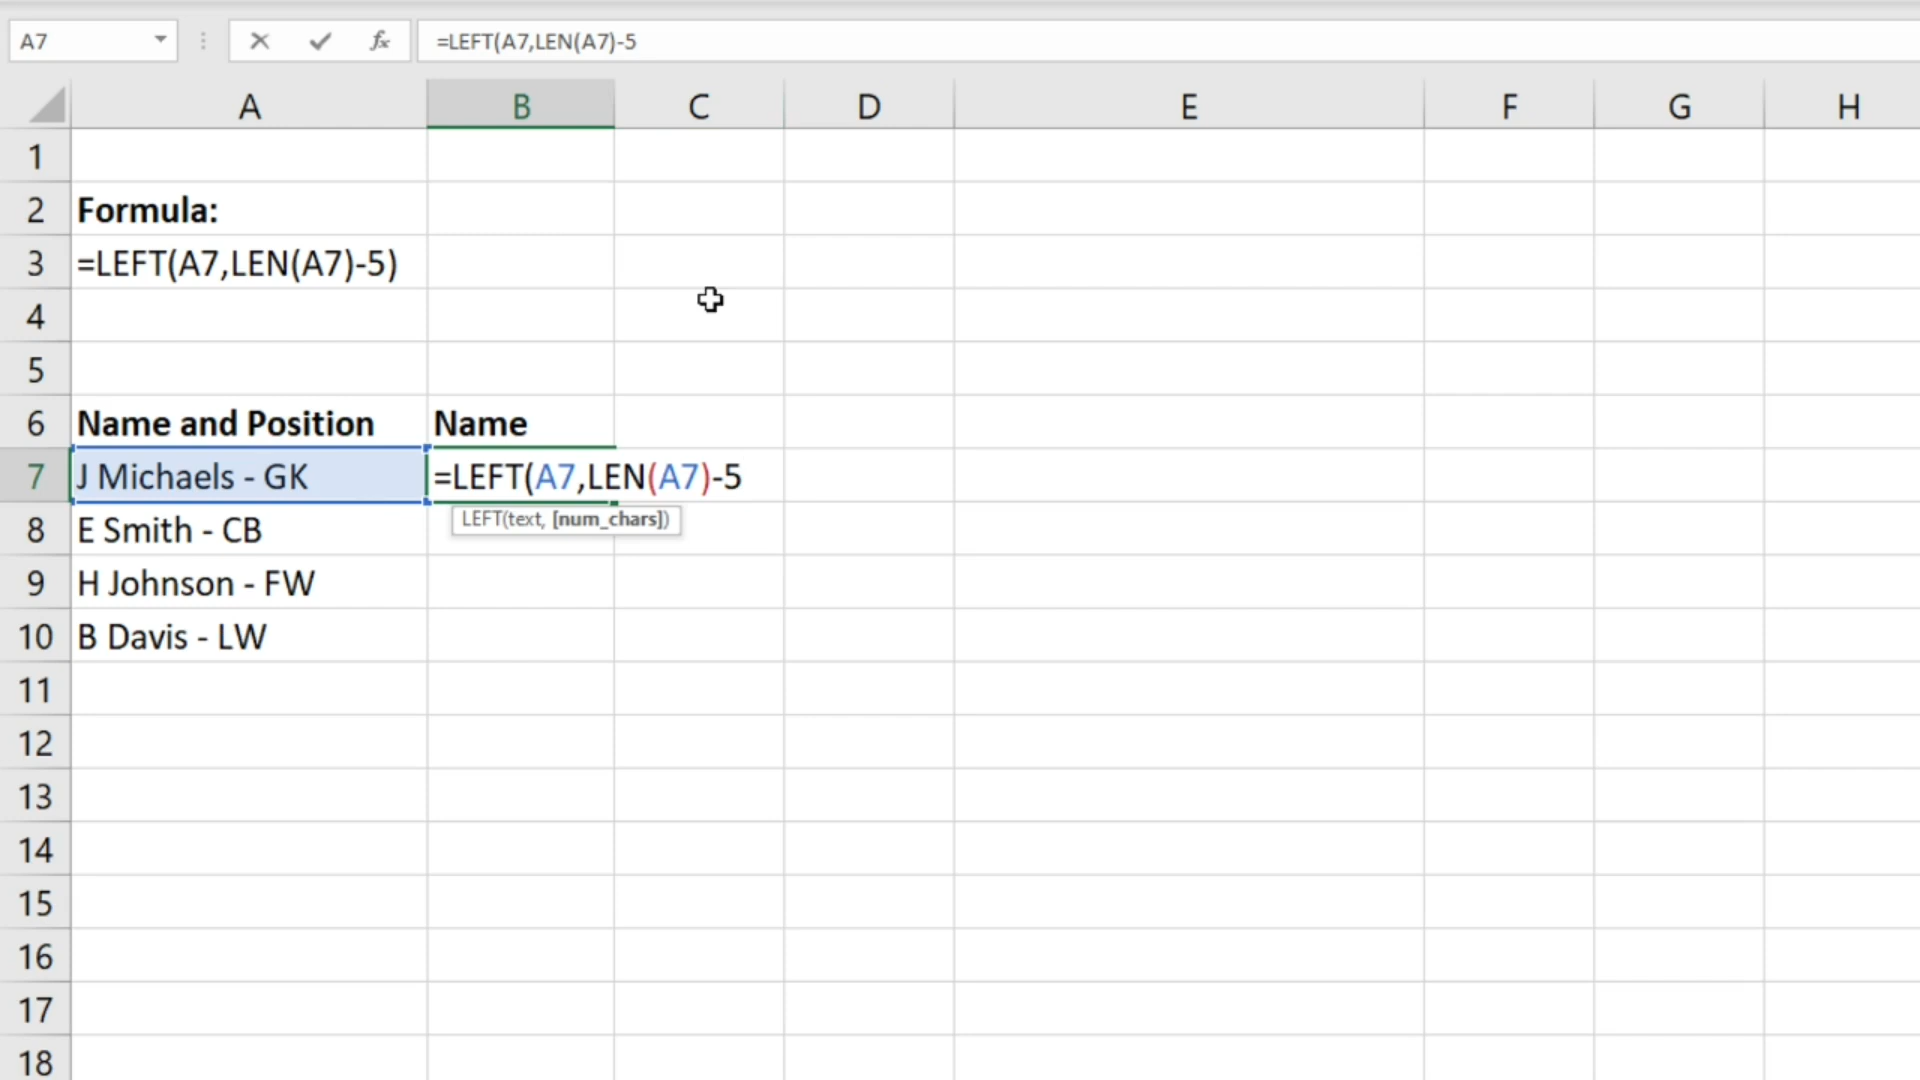 A7 fx =LEFT(A7,LEN(A7)-5
A B C D E F G H
1
2 Formula:
3 =LEFT(A7,LEN(A7)-5)
4
5
6 Name and Position Name
7 J Michaels - GK =LEFT(A7,LEN(A7)-5
LEFT(text, [num_chars])
8 E Smith - CB
9 H Johnson - FW
10 B Davis - LW
11
12
13
14
15
16
17
18